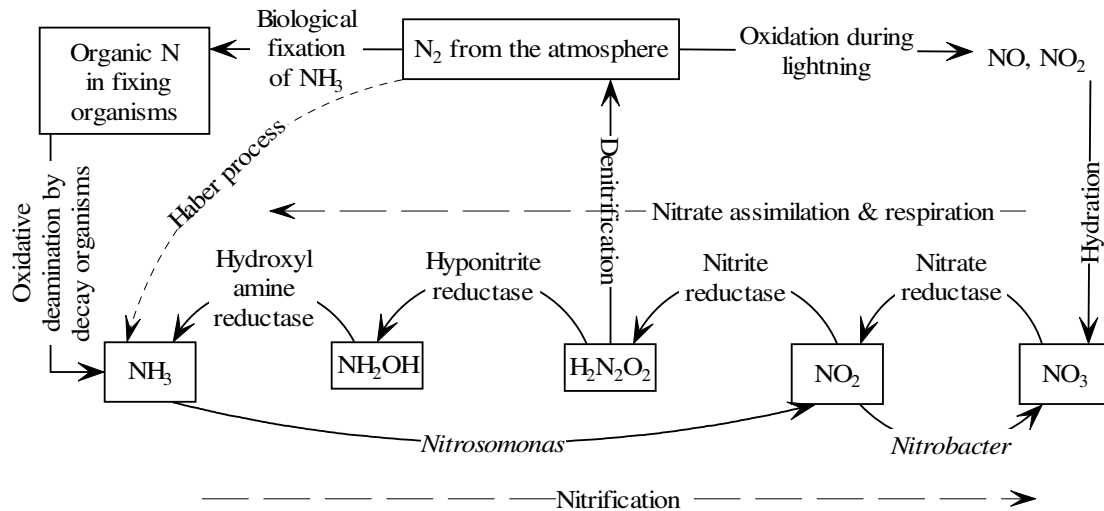 Organic N
in fixing
organisms
Biological
fixation
of NH₃
N₂ from the atmosphere
Oxidation during
lightning
NO, NO₂
Oxidative
deamination by
decay organisms
Haber process
Denitrification
Hydration
Nitrate assimilation & respiration
Hydroxyl
amine
reductase
Hyponitrite
reductase
Nitrite
reductase
Nitrate
reductase
NH₃
NH₂OH
H₂N₂O₂
NO₂
NO₃
Nitrosomonas
Nitrobacter
Nitrification